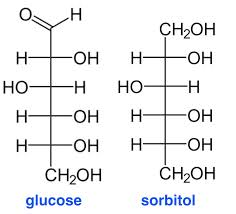 O H
CH₂OH
H OH H OH
HO H HO H
H OH H OH
H OH H OH
CH₂OH CH₂OH
glucose sorbitol